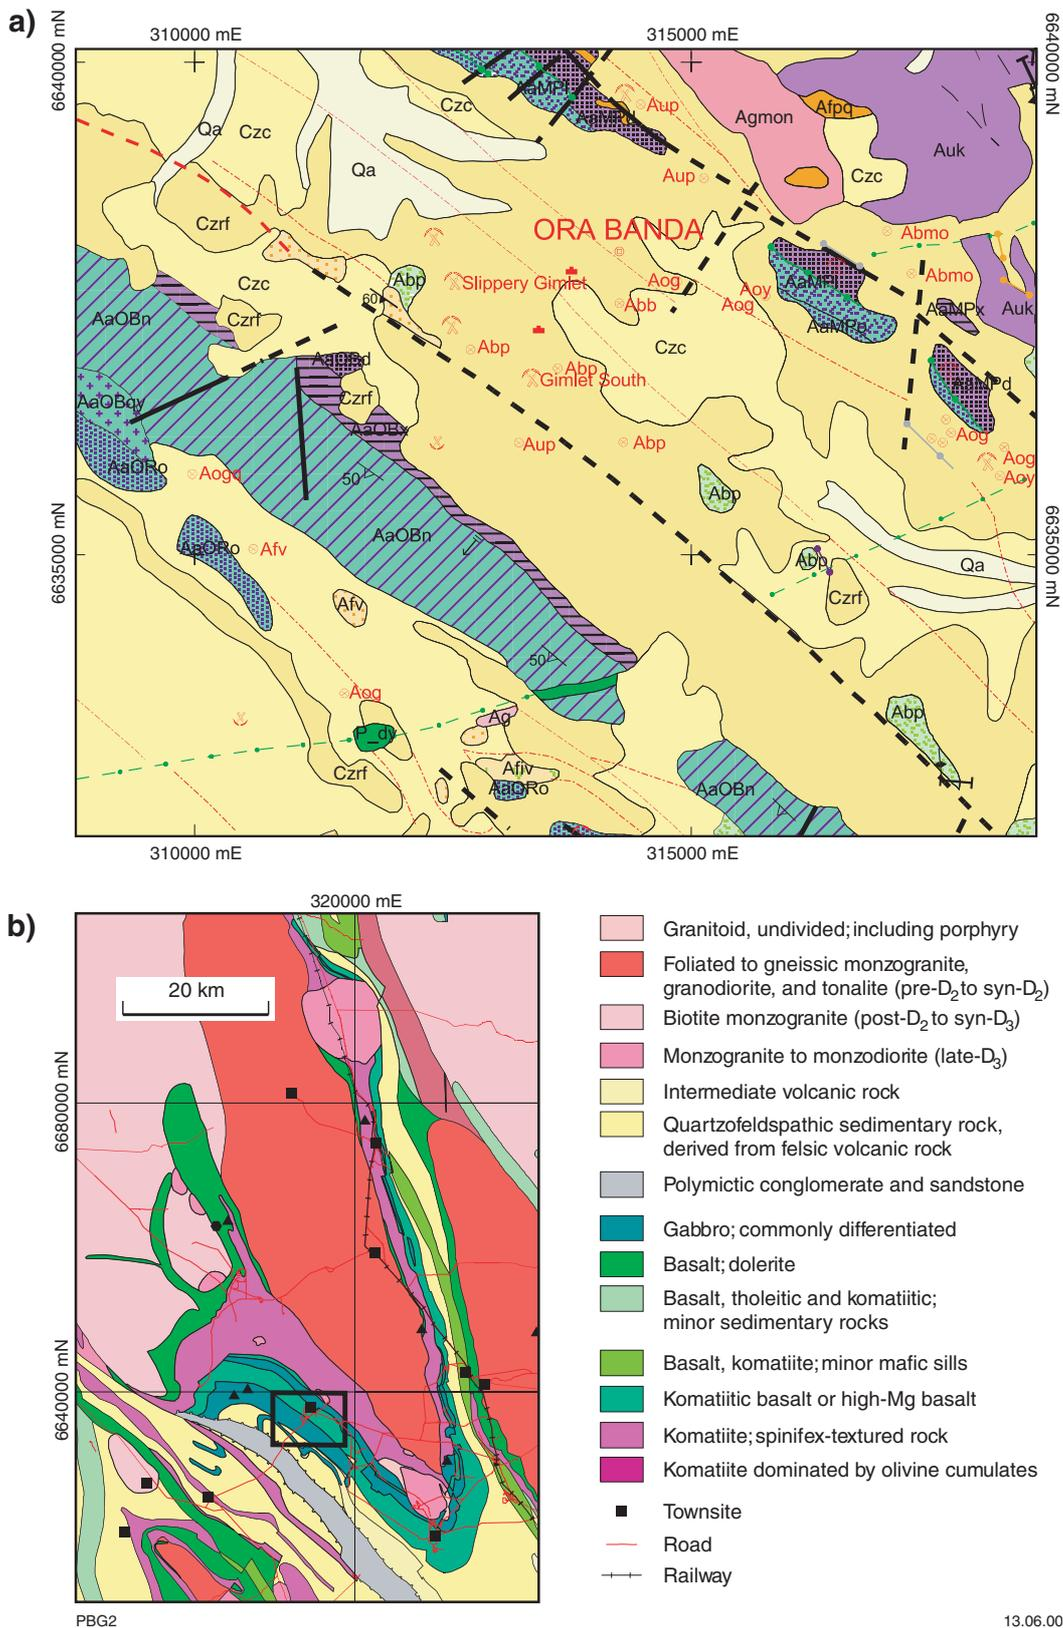 a)
310000 mE
315000 mE
6640000 mN
6640000 mN
AaMPl
Czc
Aup
Agmon
Afpq
Auk
Qa
Czc
Qa
Aup
Czc
Czrf
ORA BANDA
Abmo
Czc
Abp
Slippery Gimlet
Aog
Aoy
Abmo
60
Abb
Aog
AaMPx
Auk
AaOBn
Czrf
AaMPo
Abp
Czc
AaOBd
Abp
Gimlet South
AaMPd
AaOBqy
Czrf
AaOBx
Aup
Abp
Aog
AaORo
Aogq
50
Aog
Aoy
Abp
AaOBn
6635000 mN
6635000 mN
AaORo
Afv
Abp
Qa
Afv
Czrf
50
Aog
Ag
Abp
P_dy
Czrf
Afiv
AaORo
AaOBn
310000 mE
315000 mE
b)
320000 mE
20 km
6680000 mN
6640000 mN
Granitoid, undivided; including porphyry
Foliated to gneissic monzogranite,
granodiorite, and tonalite (pre-D2 to syn-D2)
Biotite monzogranite (post-D2 to syn-D3)
Monzogranite to monzodiorite (late-D3)
Intermediate volcanic rock
Quartzofeldspathic sedimentary rock,
derived from felsic volcanic rock
Polymictic conglomerate and sandstone
Gabbro; commonly differentiated
Basalt; dolerite
Basalt, tholeitic and komatiitic;
minor sedimentary rocks
Basalt, komatiite; minor mafic sills
Komatiitic basalt or high-Mg basalt
Komatiite; spinifex-textured rock
Komatiite dominated by olivine cumulates
Townsite
Road
Railway
PBG2
13.06.00